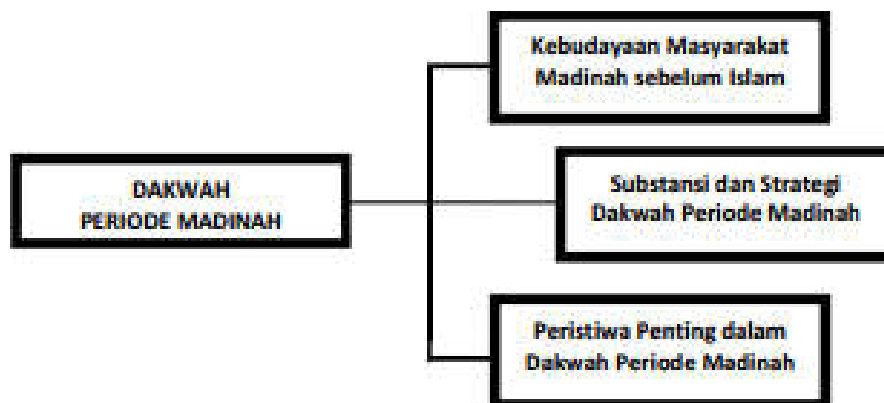 Kebudayaan Masyarakat
Madinah sebelum Islam
DAKWAH
PERIODE MADINAH
Substansi dan Strategi
Dakwah Periode Madinah
Peristiwa Penting dalam
Dakwah Periode Madinah